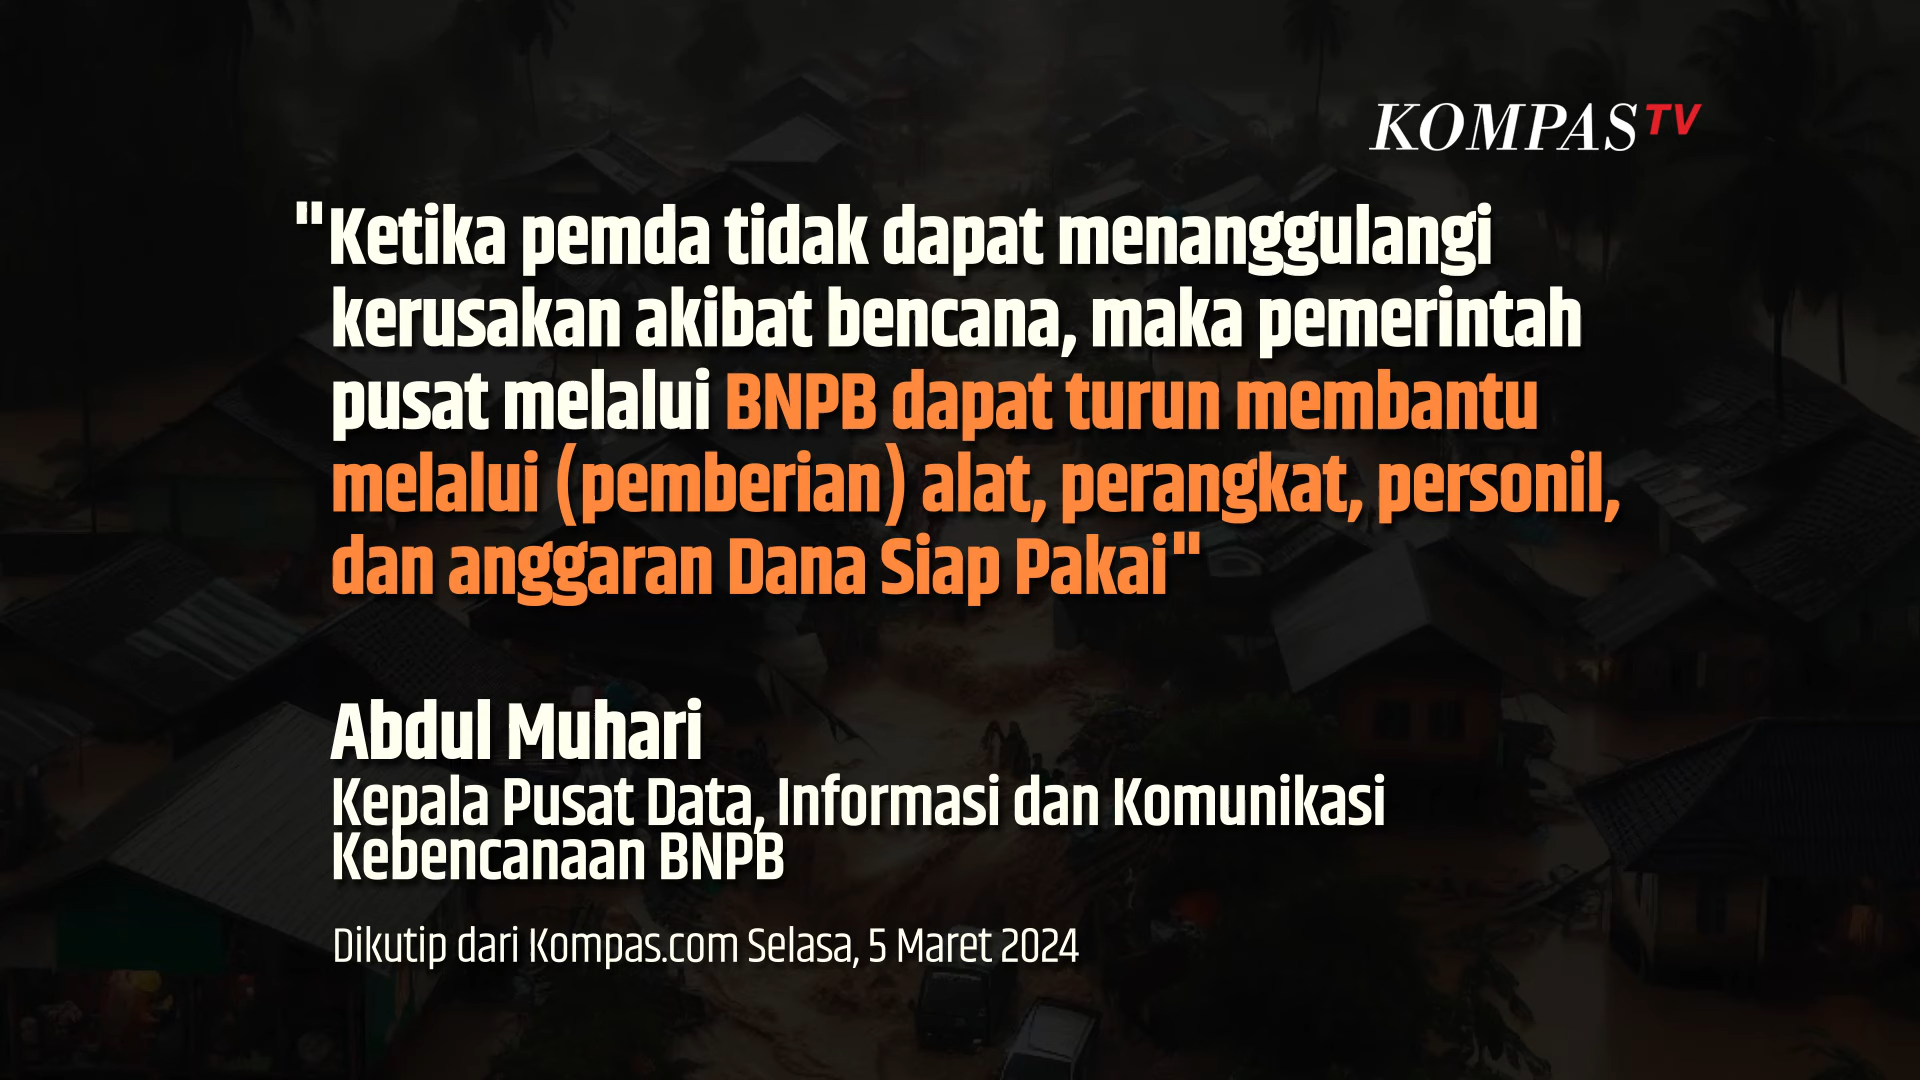 KOMPAS TV
"Ketika pemda tidak dapat menanggulangi
kerusakan akibat bencana, maka pemerintah
pusat melalui BNPB dapat turun membantu
melalui (pemberian) alat, perangkat, personil,
dan anggaran Dana Siap Pakai"
Abdul Muhari
Kepala Pusat Data, Informasi dan Komunikasi
Kebencanaan BNPB
Dikutip dari Kompas.com Selasa, 5 Maret 2024